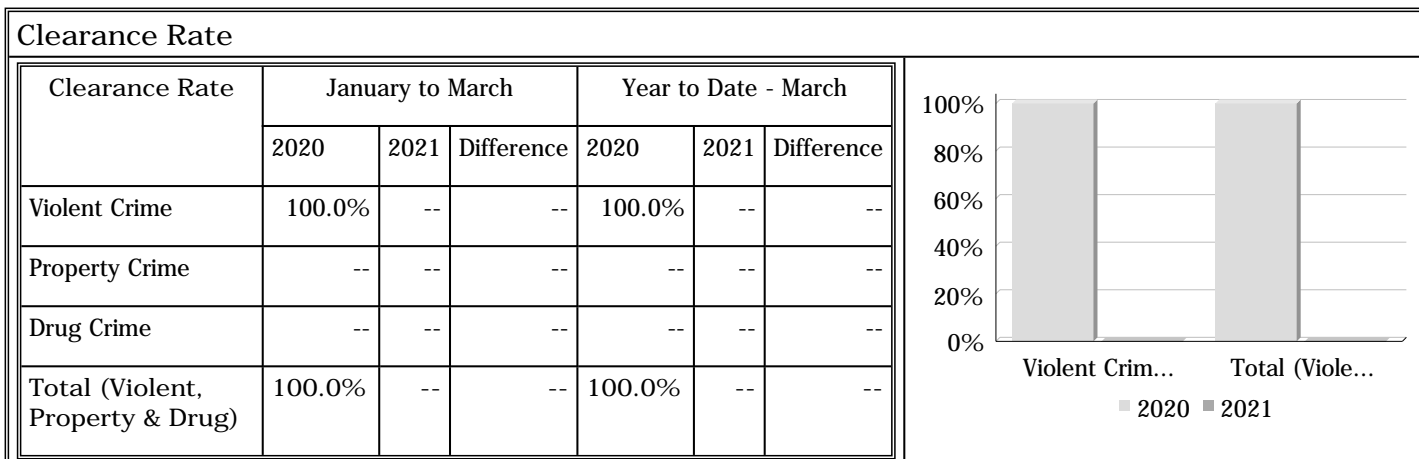 Clearance Rate
Clearance Rate January to March Year to Date - March
2020 2021 Difference 2020 2021 Difference
Violent Crime 100.0% -- -- 100.0% -- --
Property Crime -- -- -- -- -- --
Drug Crime -- -- -- -- -- --
Total (Violent, 100.0% -- -- 100.0% -- --
Property & Drug)
100%
80%
60%
40%
20%
0%
Violent Crim... Total (Viole...
2020 2021